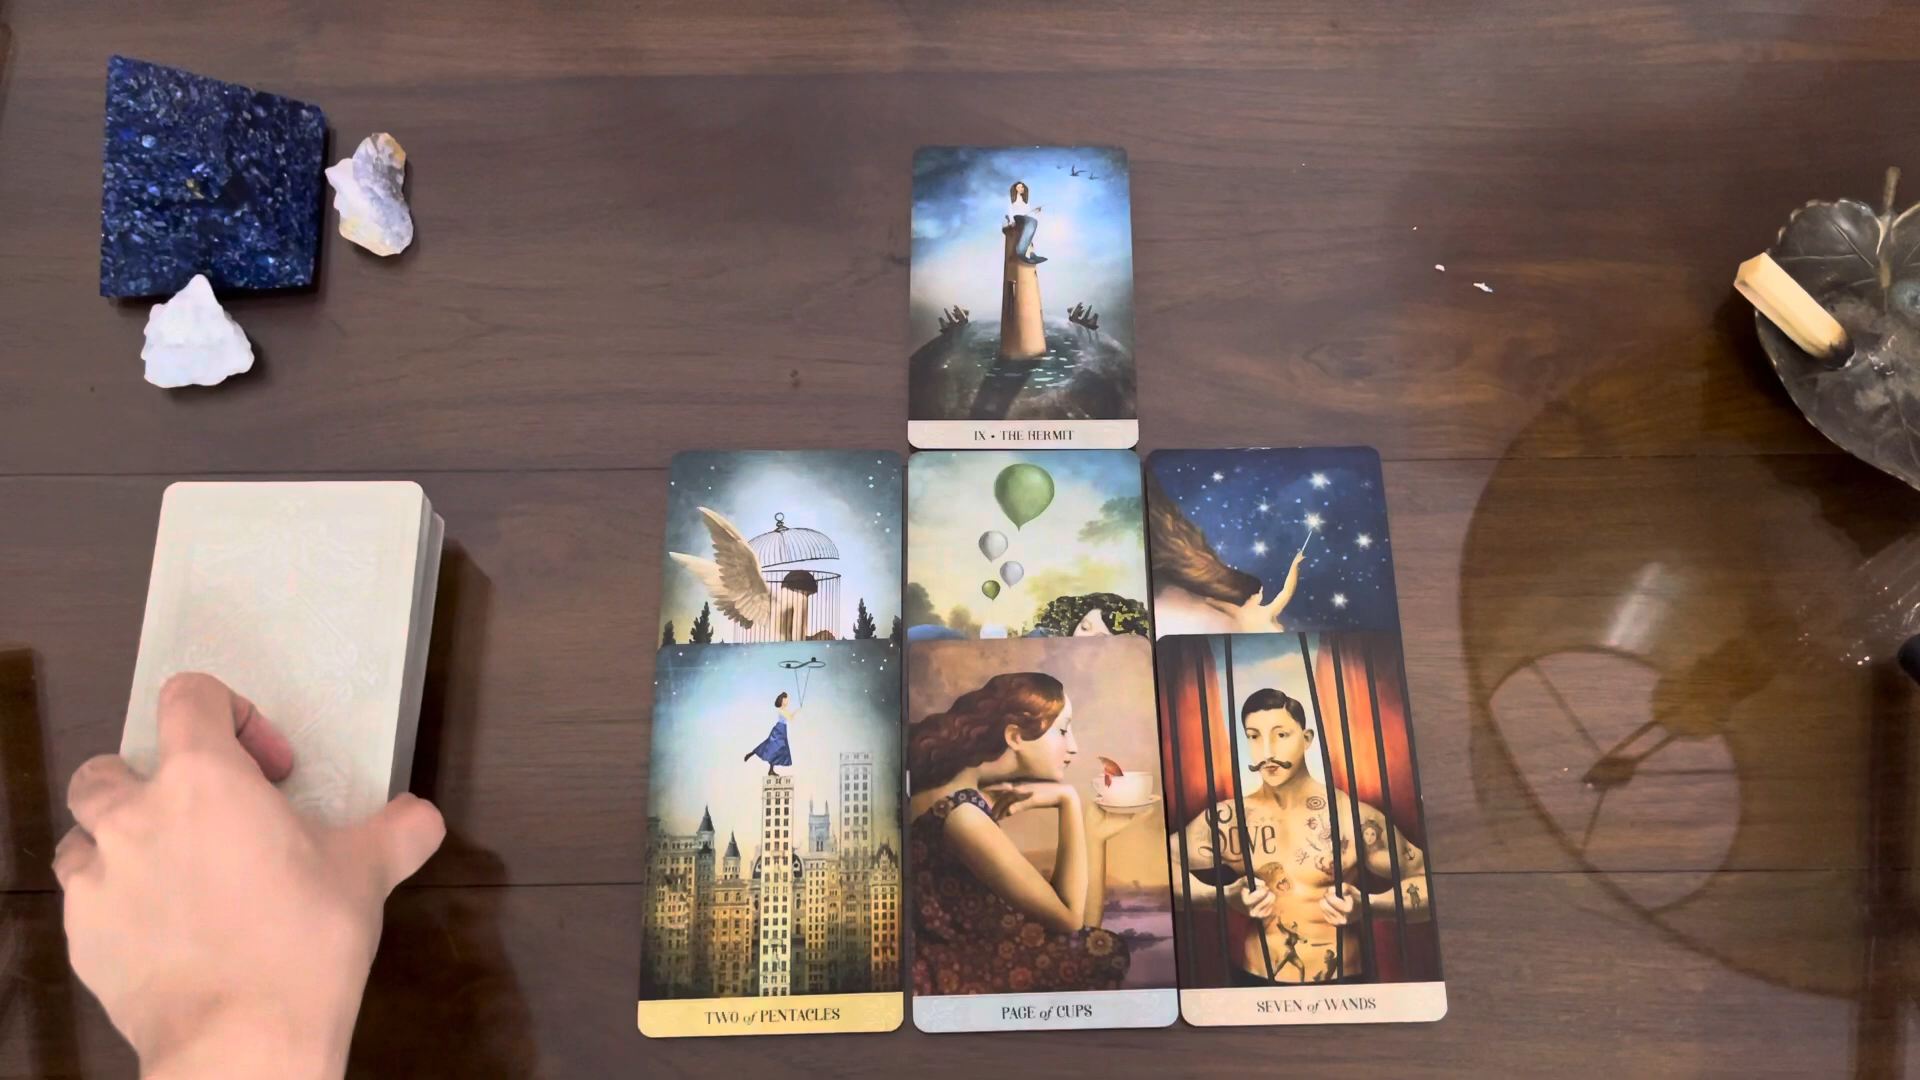 IX • THE HERMIT
TWO of PENTACLES
PAGE of CUPS
Love
SEVEN of WANDS